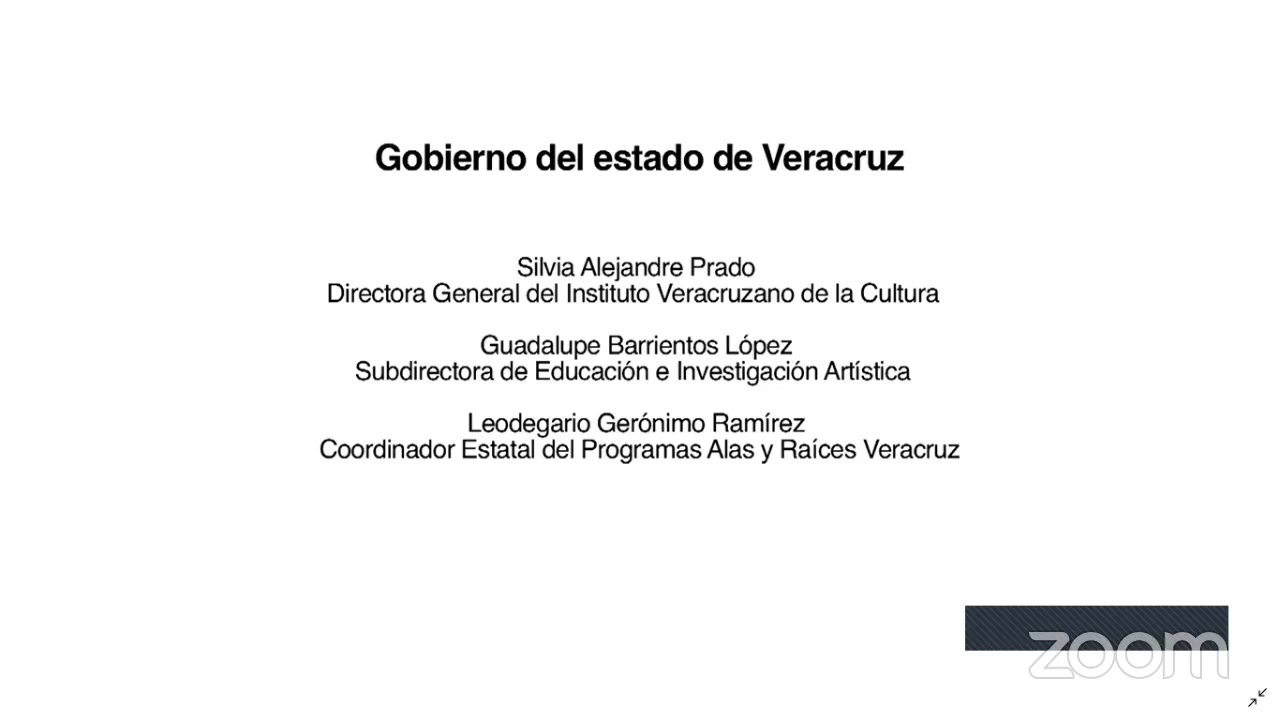 Gobierno del estado de Veracruz
Silvia Alejandre Prado
Directora General del Instituto Veracruzano de la Cultura
Guadalupe Barrientos López
Subdirectora de Educación e Investigación Artística
Leodegario Gerónimo Ramírez
Coordinador Estatal del Programas Alas y Raíces Veracruz
zoom